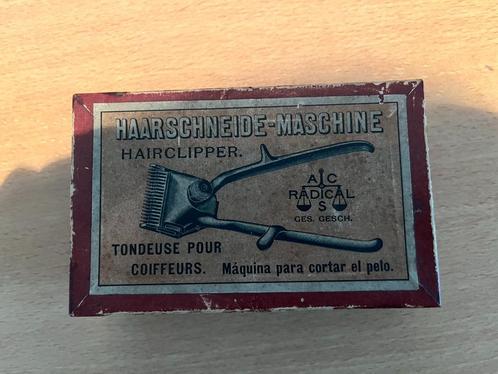 HAARSCHNEIDE-MASCHINE
HAIRCLIPPER.
A C
RADICAL
S
GES. GESCH.
TONDEUSE POUR
COIFFEURS. Máquina para cortar el pelo.